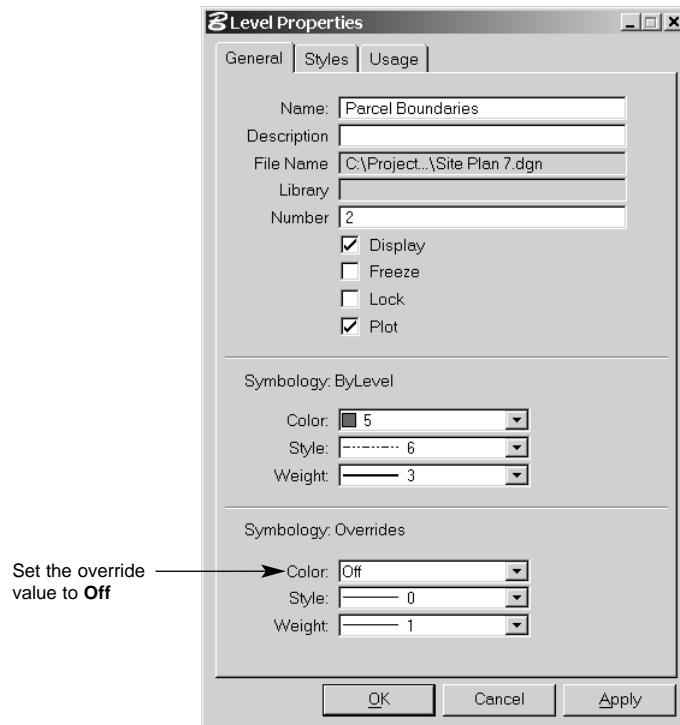 Level Properties
General Styles Usage
Name: Parcel Boundaries
Description
File Name C:\Project...\Site Plan 7.dgn
Library
Number 2
Display
Freeze
Lock
Plot
Symbology: ByLevel
Color: 5
Style: 6
Weight: 3
Symbology: Overrides
Set the override
value to Off
Color: Off
Style: 0
Weight: 1
OK Cancel Apply